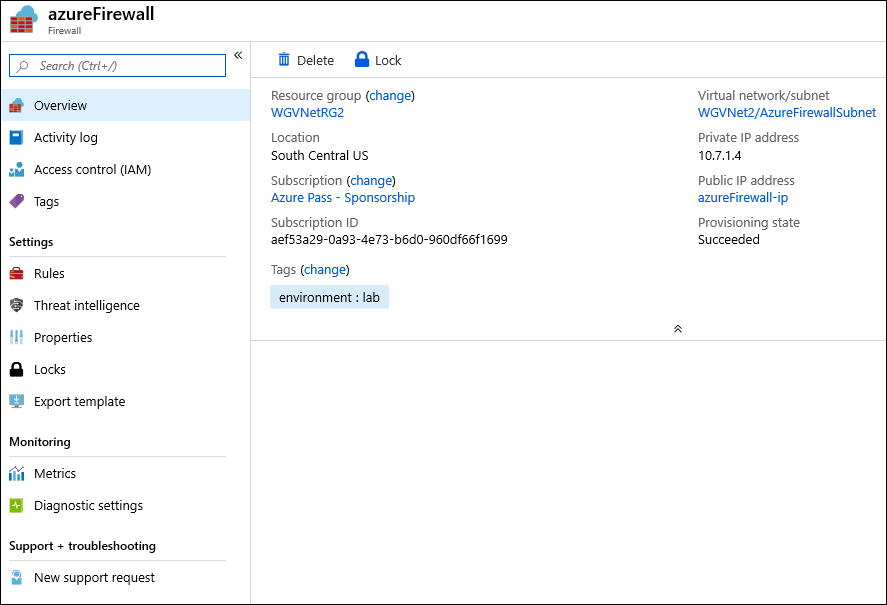 azureFirewall
Firewall
Search (Ctrl+/)
«
Overview
Activity log
Access control (IAM)
Tags
Settings
Rules
Threat intelligence
Properties
Locks
Export template
Monitoring
Metrics
Diagnostic settings
Support + troubleshooting
New support request
Delete
Lock
Resource group (change)
WGVNetRG2
Location
South Central US
Subscription (change)
Azure Pass - Sponsorship
Subscription ID
aef53a29-0a93-4e73-b6d0-960df66f1699
Tags (change)
environment : lab
Virtual network/subnet
WGVNet2/AzureFirewallSubnet
Private IP address
10.7.1.4
Public IP address
azureFirewall-ip
Provisioning state
Succeeded